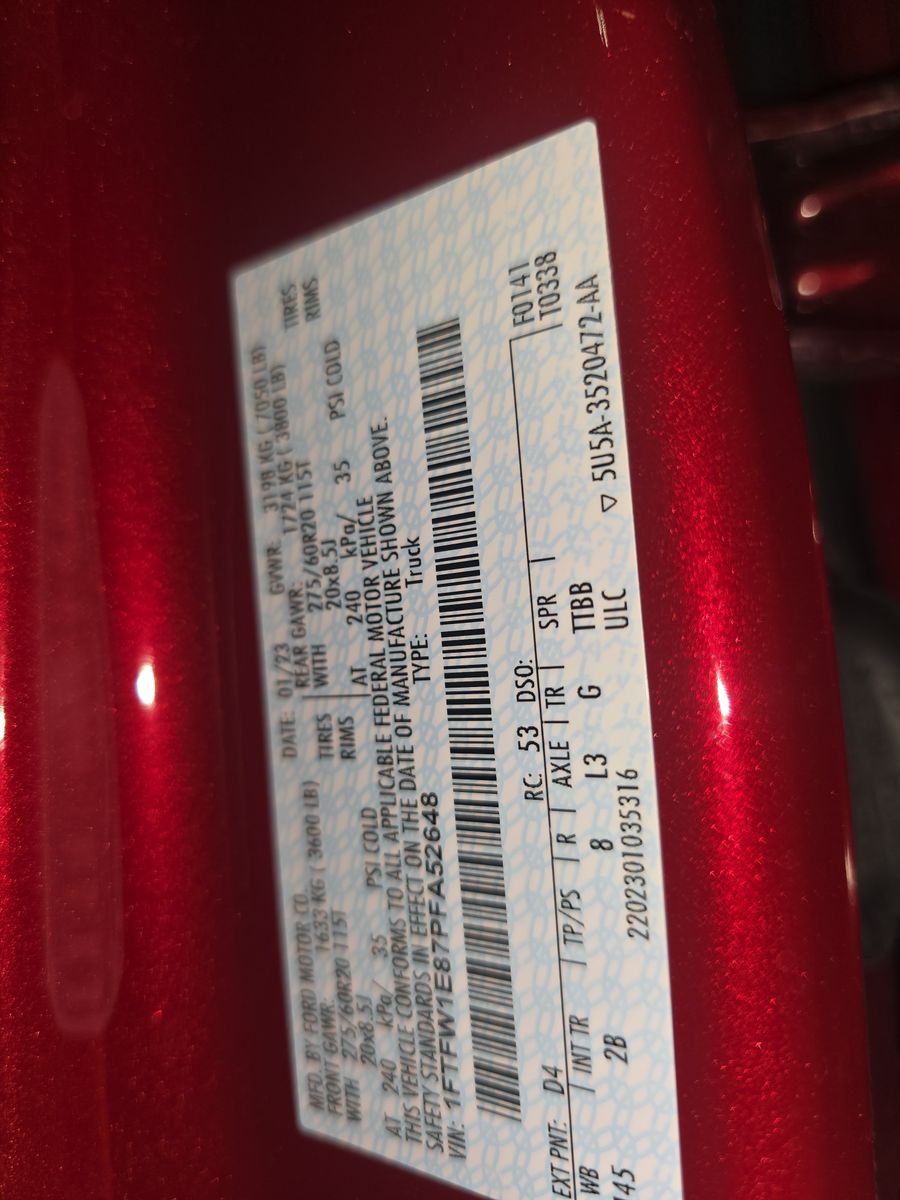 MFD. BY FORD MOTOR CO. DATE: 01/23 GVWR: 3198 KG ( 7050 LB)
FRONT GAWR: 1633 KG ( 3600 LB) REAR GAWR: 1724 KG ( 3800 LB)
WITH 275/60R20 115T TIRES WITH 275/60R20 115T TIRES
20x8.5J RIMS 20x8.5J RIMS
AT 240 kPa/ 35 PSI COLD AT 240 kPa/ 35 PSI COLD
THIS VEHICLE CONFORMS TO ALL APPLICABLE FEDERAL MOTOR VEHICLE
SAFETY STANDARDS IN EFFECT ON THE DATE OF MANUFACTURE SHOWN ABOVE.
VIN: 1FTFW1E87PFA52648 TYPE: Truck
F0141
EXT PNT: D4 RC: 53 DSO: T0338
WB INT TR TP/PS R AXLE TR SPR
145 2B 8 L3 G TTBB
2202301035316 ULC ▽ 5U5A-3520472-AA